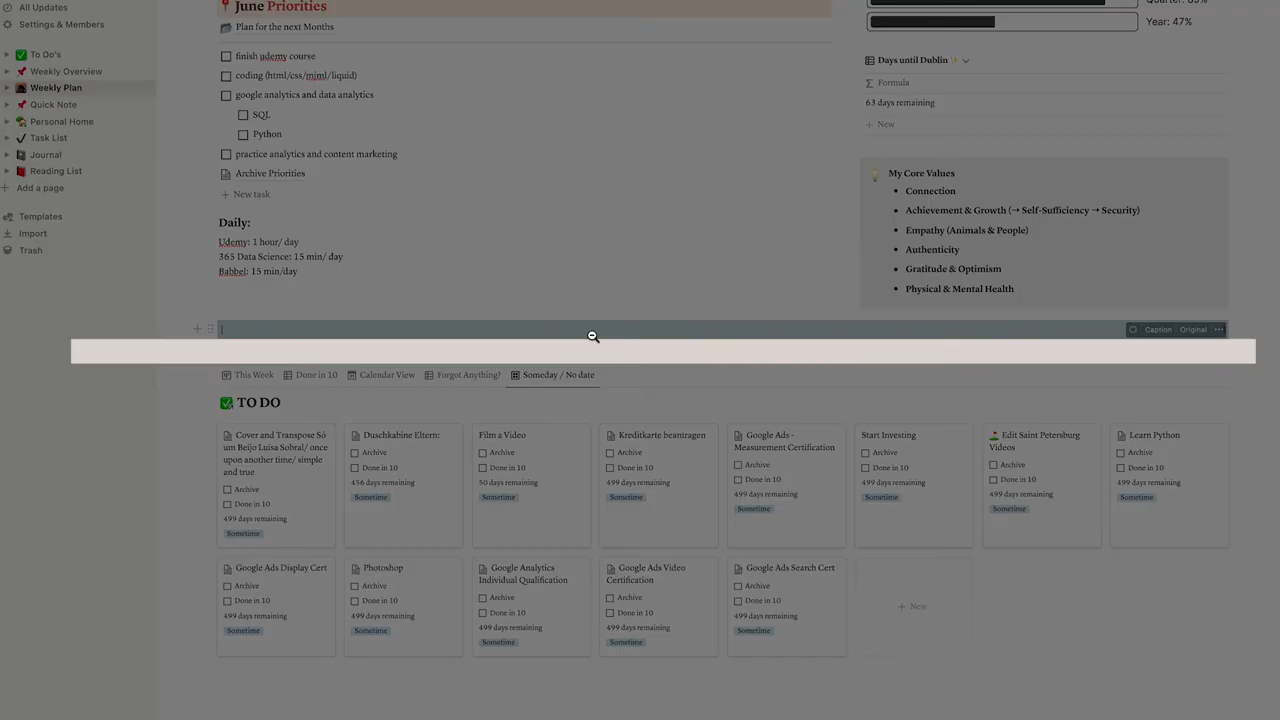 All Updates
Settings & Members
To Do's
Weekly Overview
Weekly Plan
Quick Note
Personal Home
Task List
Journal
Reading List
Add a page
Templates
Import
Trash
June Priorities
Plan for the next Months
finish udemy course
coding (html/css/mjml/liquid)
google analytics and data analytics
SQL
Python
practice analytics and content marketing
Archive Priorities
+ New task
Daily:
Udemy: 1 hour/ day
365 Data Science: 15 min/ day
Babbel: 15 min/day
Year: 47%
Days until Dublin
Formula
63 days remaining
+ New
My Core Values
• Connection
• Achievement & Growth (→ Self-Sufficiency → Security)
• Empathy (Animals & People)
• Authenticity
• Gratitude & Optimism
• Physical & Mental Health
Caption Original
This Week Done in 10 Calendar View Forgot Anything? Someday / No date
TO DO
Cover and Transpose Só
um Beijo Luisa Sobral/ once
upon another time/ simple
and true
Archive
Done in 10
499 days remaining
Sometime
Duschkabine Eltern:
Archive
Done in 10
456 days remaining
Sometime
Film a Video
Archive
Done in 10
50 days remaining
Sometime
Kreditkarte beantragen
Archive
Done in 10
499 days remaining
Sometime
Google Ads -
Measurement Certification
Archive
Done in 10
499 days remaining
Sometime
Start Investing
Archive
Done in 10
499 days remaining
Sometime
Edit Saint Petersburg
Videos
Archive
Done in 10
499 days remaining
Sometime
Learn Python
Archive
Done in 10
499 days remaining
Sometime
Google Ads Display Cert
Archive
Done in 10
499 days remaining
Sometime
Photoshop
Archive
Done in 10
499 days remaining
Sometime
Google Analytics
Individual Qualification
Archive
Done in 10
499 days remaining
Sometime
Google Ads Video
Certification
Archive
Done in 10
499 days remaining
Sometime
Google Ads Search Cert
Archive
Done in 10
499 days remaining
Sometime
+ New